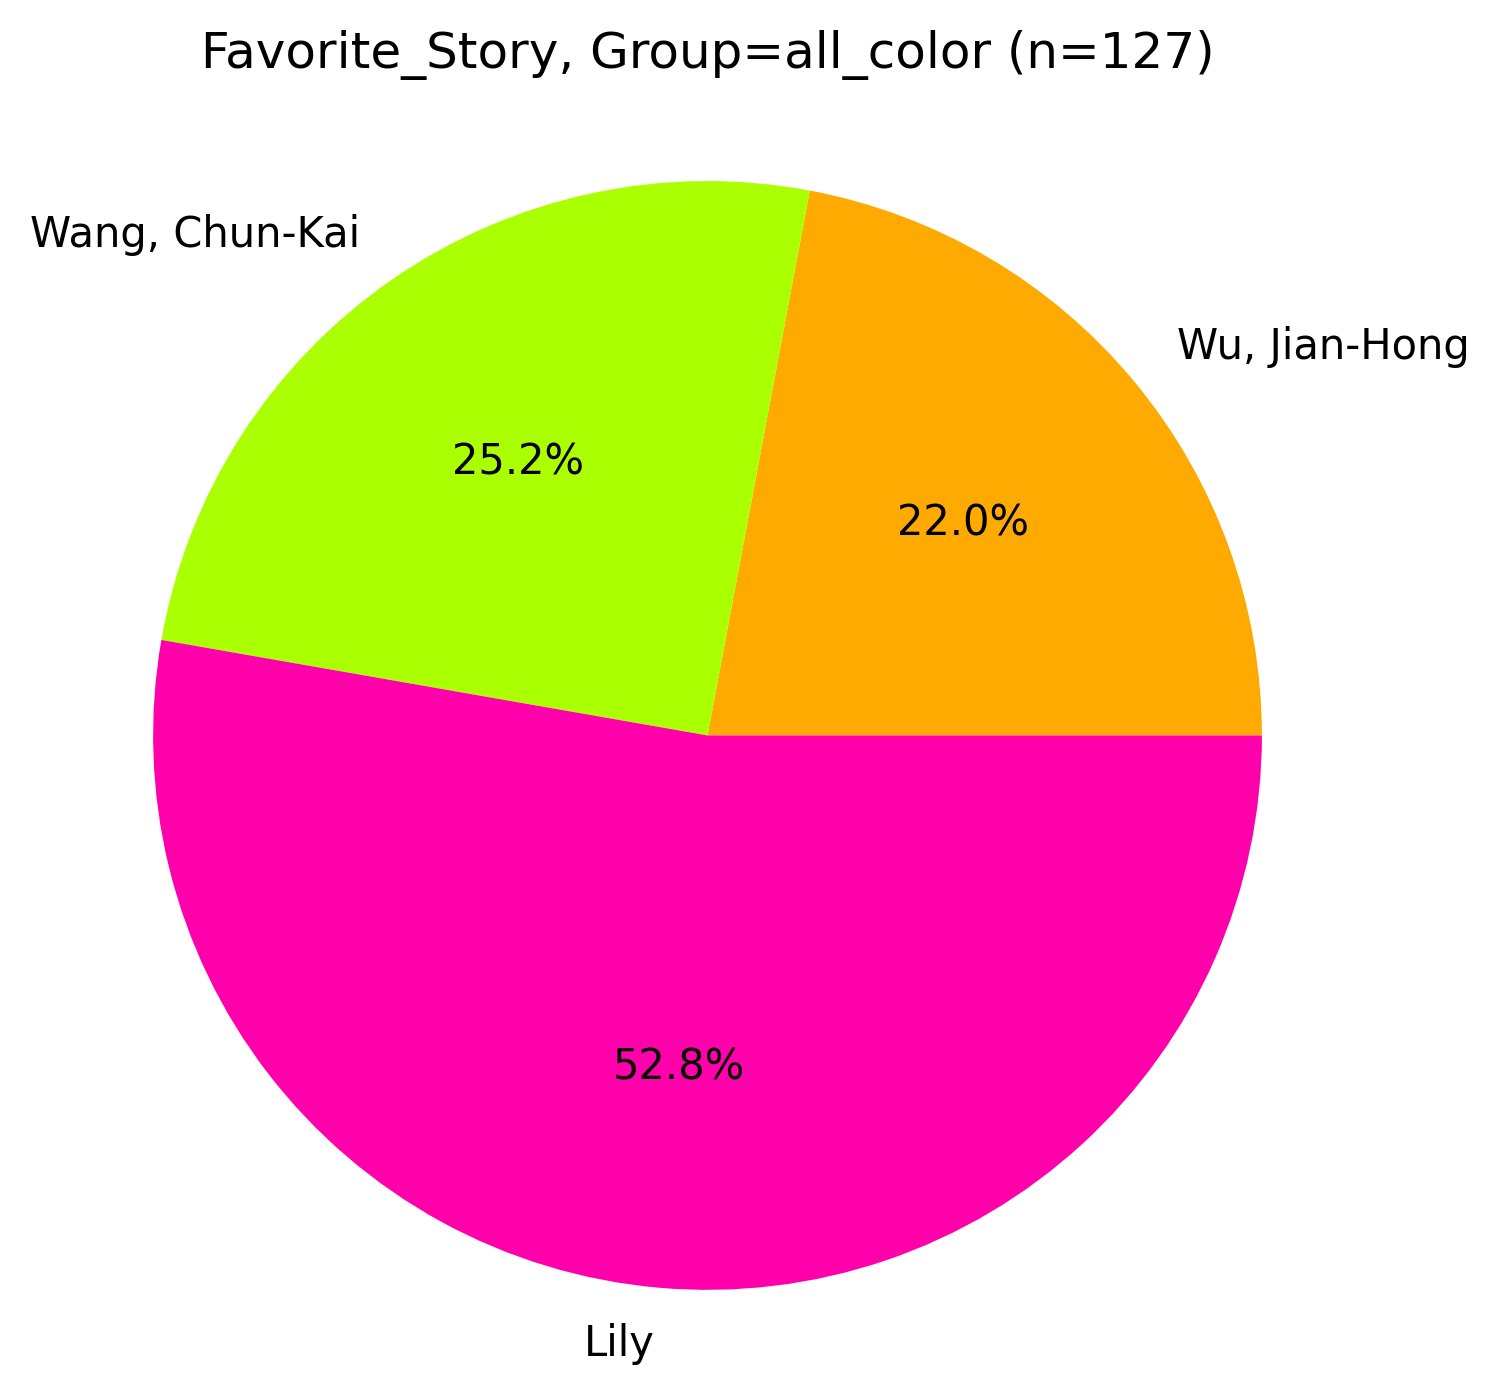 Favorite_Story, Group=all_color (n=127)
Wang, Chun-Kai
Wu, Jian-Hong
25.2%
22.0%
52.8%
Lily